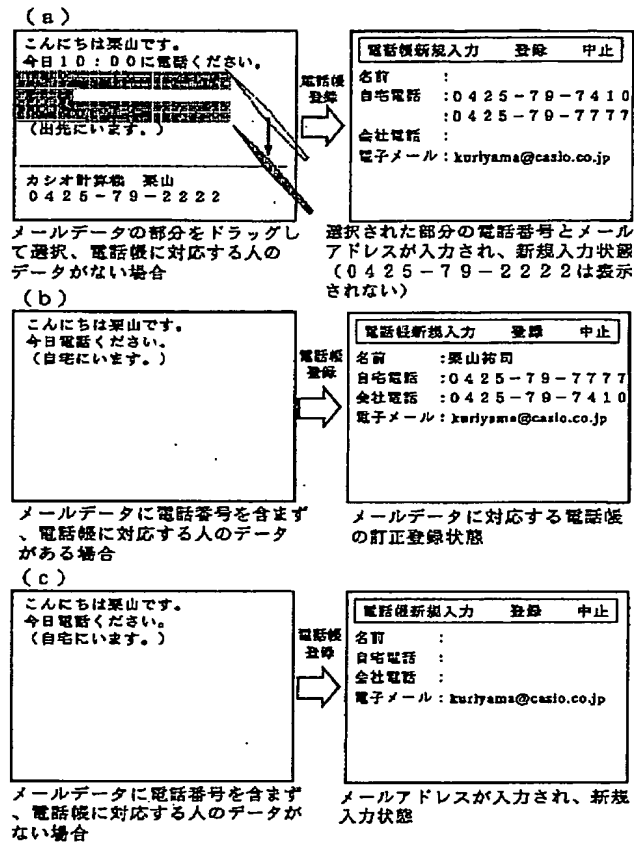 (a)
こんにちは栗山です。
今日10:00に電話ください。
(出先にいます。)
カシオ計算機 栗山
0425-79-2222
電話帳
登録
電話帳新規入力 登録 中止
名前 :
自宅電話 :0425-79-7410
:0425-79-7777
会社電話 :
電子メール:kuriyama@casio.co.jp
メールデータの部分をドラッグし
て選択、電話帳に対応する人の
データがない場合
選択された部分の電話番号とメール
アドレスが入力され、新規入力状態
(0425-79-2222は表示
されない)
(b)
こんにちは栗山です。
今日電話ください。
(自宅にいます。)
電話帳
登録
電話帳新規入力 登録 中止
名前 :栗山祐司
自宅電話 :0425-79-7777
会社電話 :0425-79-7410
電子メール:kuriyama@casio.co.jp
メールデータに電話番号を含まず
、電話帳に対応する人のデータ
がある場合
メールデータに対応する電話帳
の訂正登録状態
(c)
こんにちは栗山です。
今日電話ください。
(自宅にいます。)
電話帳
登録
電話帳新規入力 登録 中止
名前 :
自宅電話 :
会社電話 :
電子メール:kuriyama@casio.co.jp
メールデータに電話番号を含まず
、電話帳に対応する人のデータが
ない場合
メールアドレスが入力され、新規
入力状態